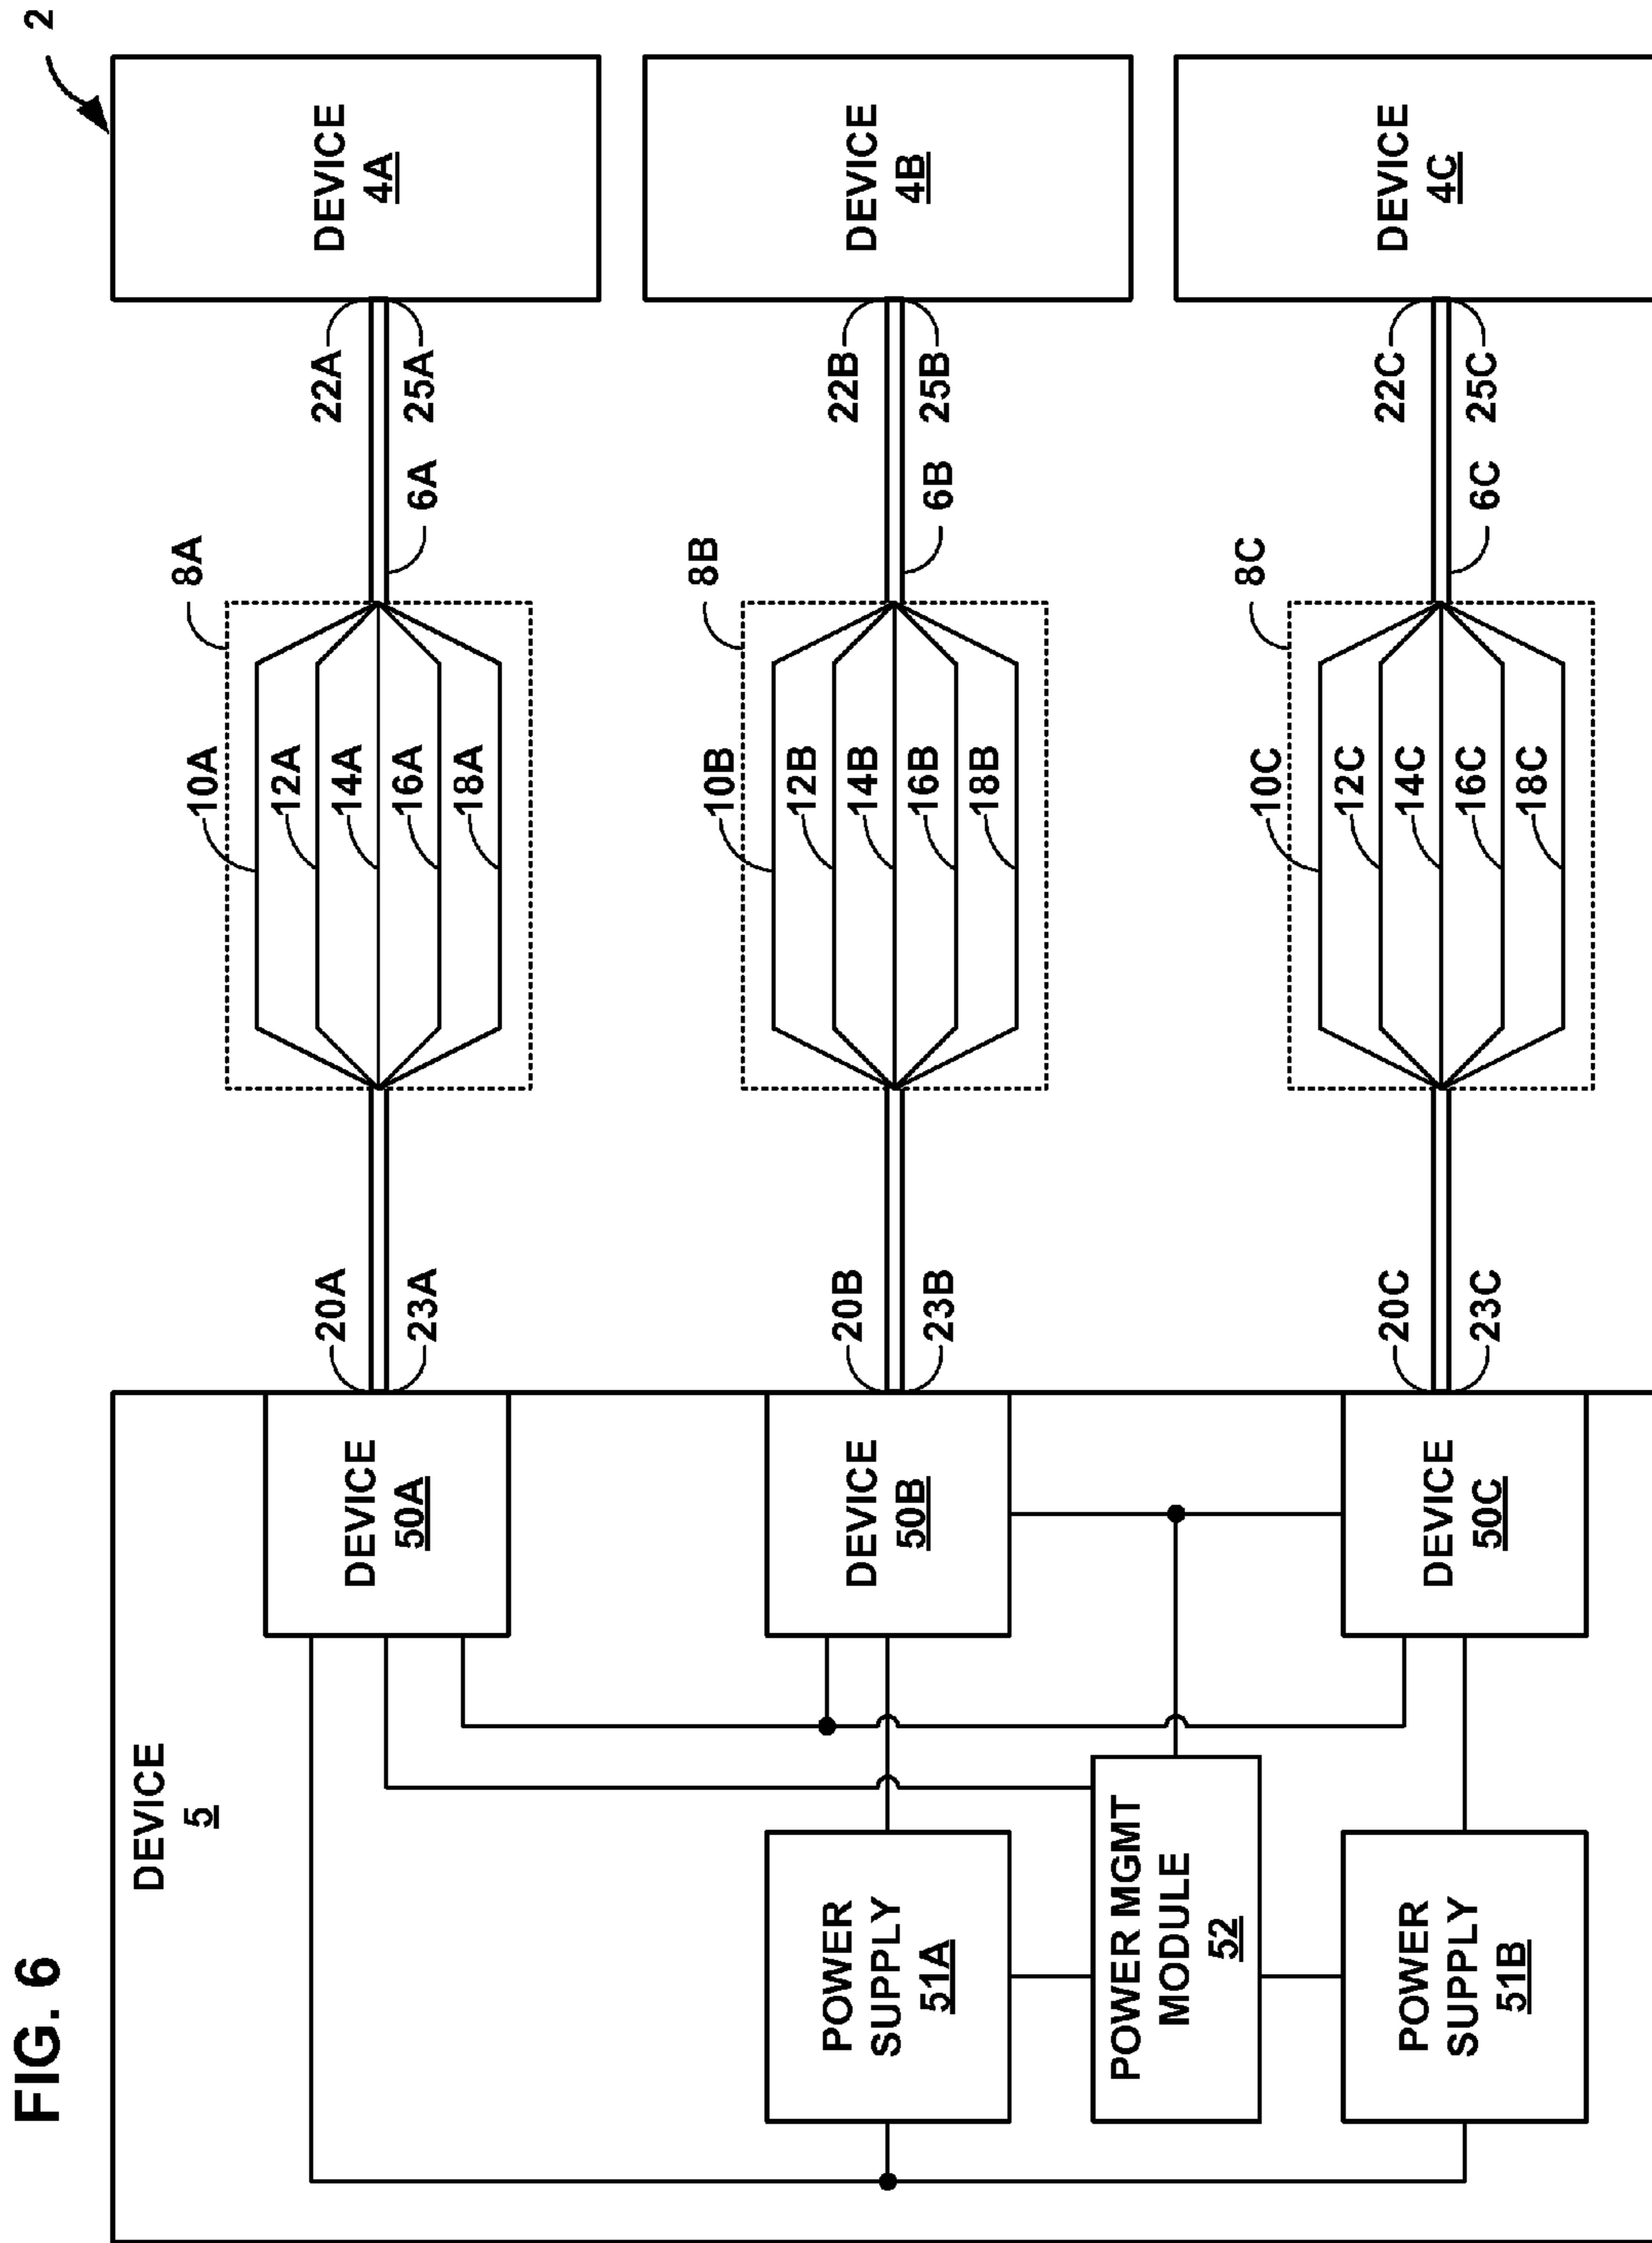 FIG. 6
2
DEVICE
5
DEVICE
50A
DEVICE
50B
DEVICE
50C
POWER
SUPPLY
51A
POWER MGMT
MODULE
52
POWER
SUPPLY
51B
20A
23A
20B
23B
20C
23C
8A
10A
12A
14A
16A
18A
6A
8B
10B
12B
14B
16B
18B
6B
8C
10C
12C
14C
16C
18C
6C
22A
25A
22B
25B
22C
25C
DEVICE
4A
DEVICE
4B
DEVICE
4C